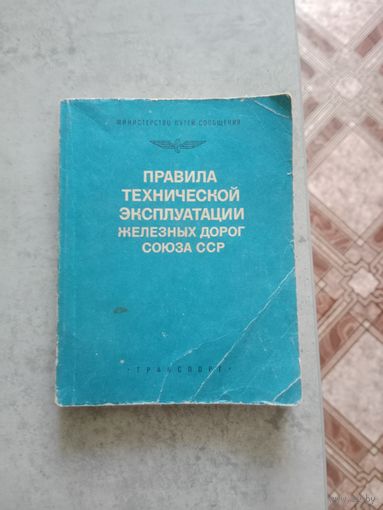 МИНИСТЕРСТВО ПУТЕЙ СООБЩЕНИЯ
ПРАВИЛА
ТЕХНИЧЕСКОЙ
ЭКСПЛУАТАЦИИ
ЖЕЛЕЗНЫХ ДОРОГ
СОЮЗА ССР
• ТРАНСПОРТ •